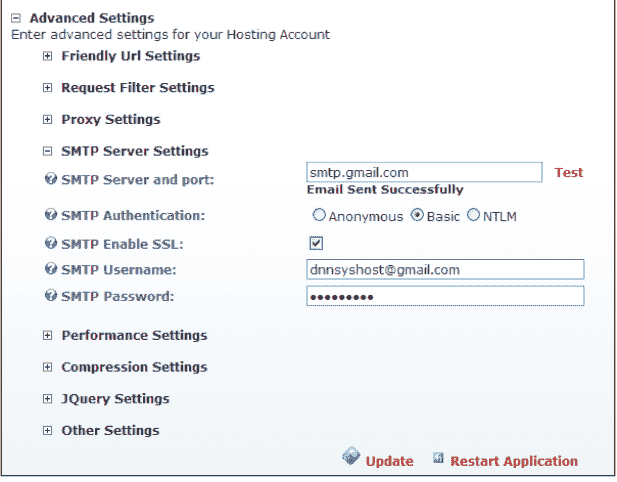 Advanced Settings
Enter advanced settings for your Hosting Account
Friendly Url Settings
Request Filter Settings
Proxy Settings
SMTP Server Settings
SMTP Server and port: smtp.gmail.com Test
Email Sent Successfully
SMTP Authentication: Anonymous Basic NTLM
SMTP Enable SSL:
SMTP Username: dnnsyshost@gmail.com
SMTP Password: •••••••••
Performance Settings
Compression Settings
JQuery Settings
Other Settings
Update Restart Application